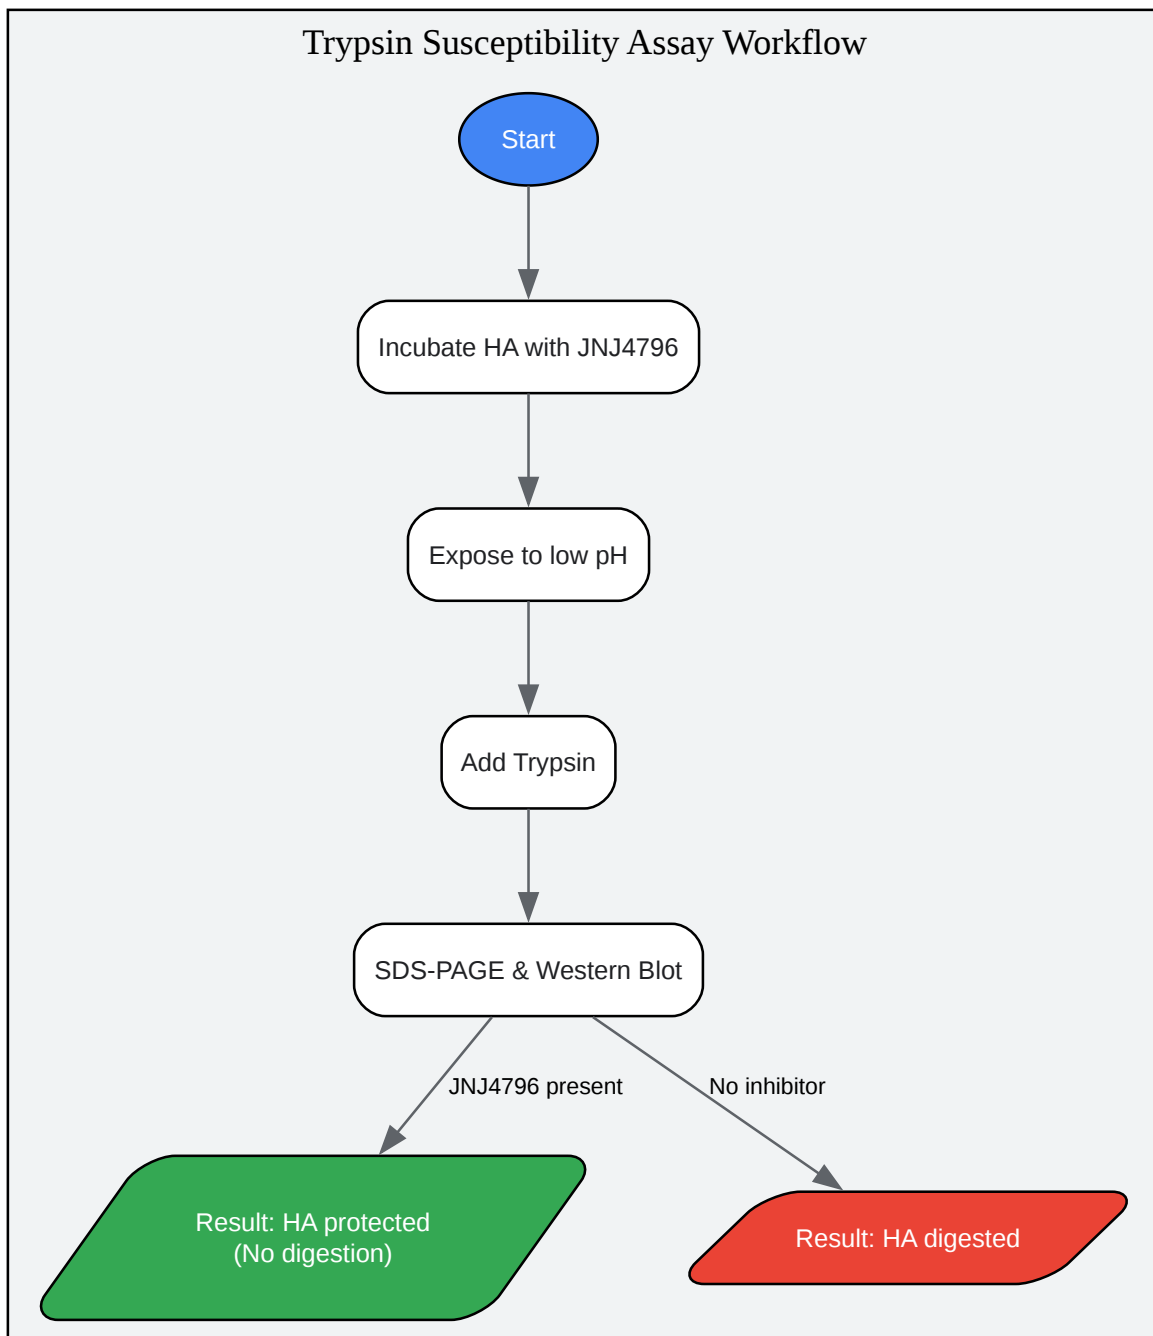 Trypsin Susceptibility Assay Workflow
Start
Incubate HA with JNJ4796
Expose to low pH
Add Trypsin
SDS-PAGE & Western Blot
JNJ4796 present
No inhibitor
Result: HA protected
(No digestion)
Result: HA digested